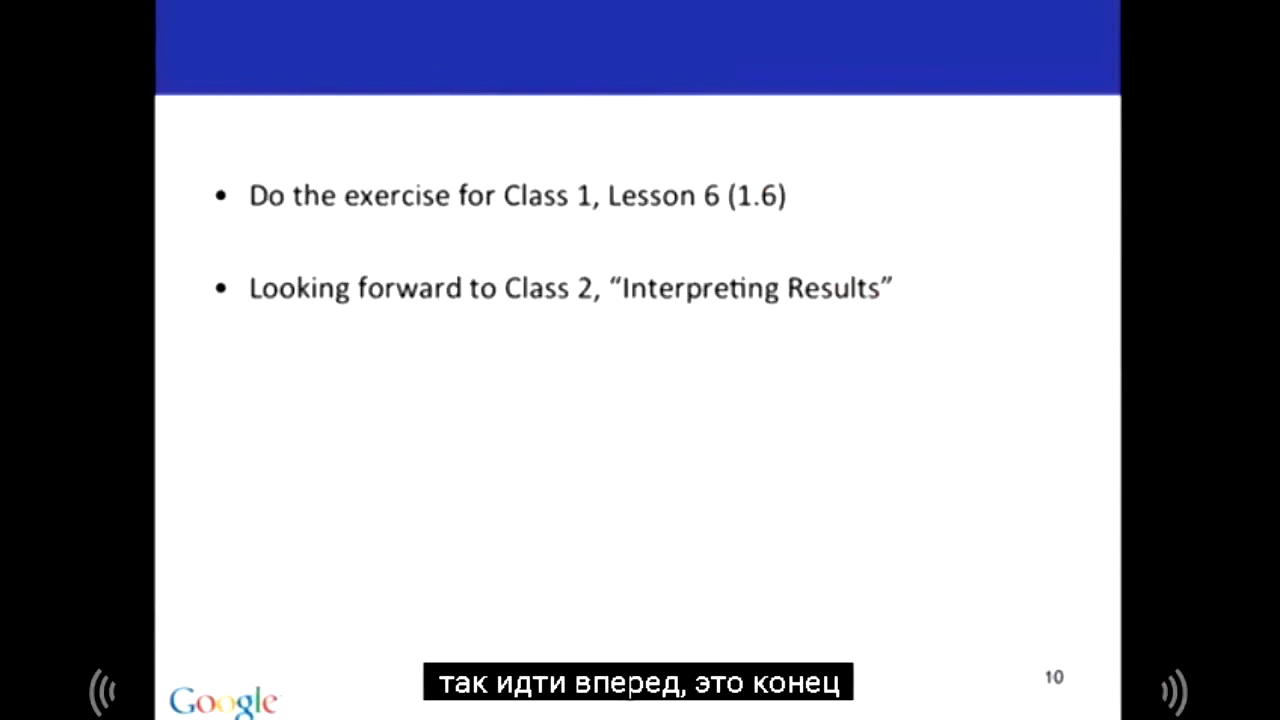 • Do the exercise for Class 1, Lesson 6 (1.6)
• Looking forward to Class 2, “Interpreting Results”
так идти вперед, это конец
10
Google